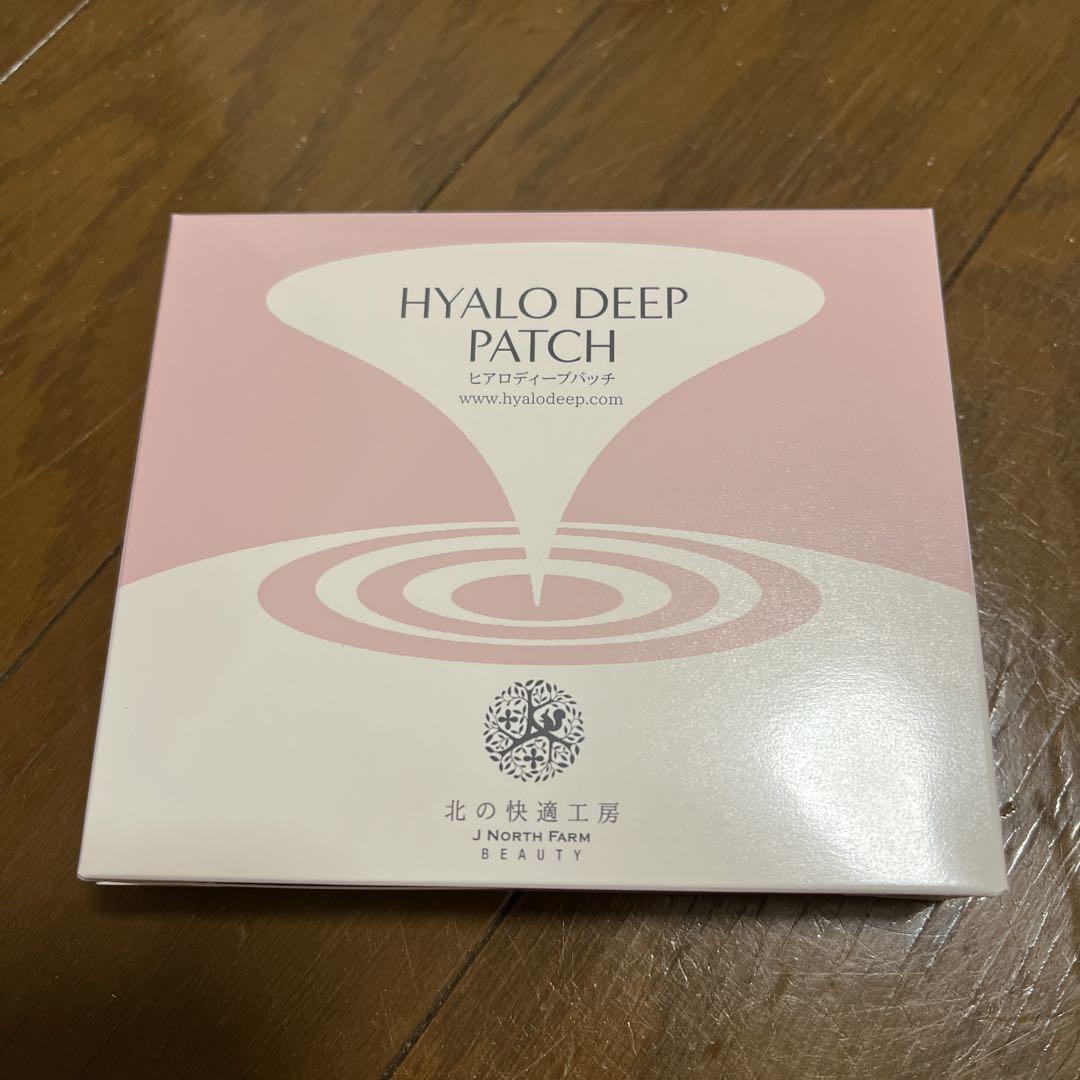 HYALO DEEP
PATCH
ヒアロディープパッチ
www.hyalodeep.com
北の快適工房
J NORTH FARM
BEAUTY